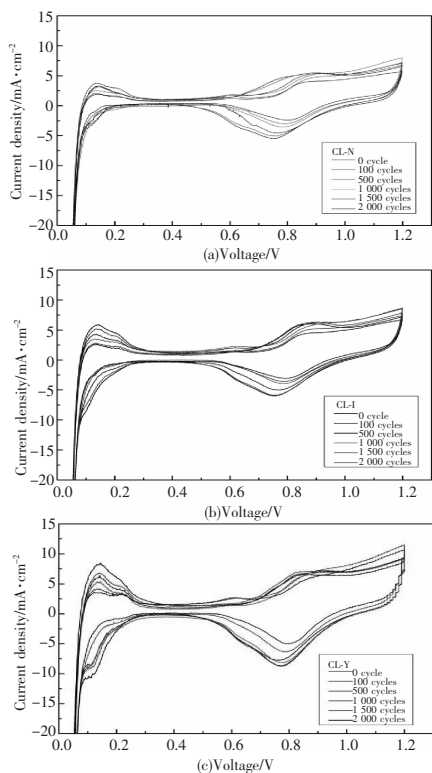 15
10
5
0
-5
-10
-15
-20
Current density/mA·cm⁻²
CL-N
0 cycle
100 cycles
500 cycles
1 000 cycles
1 500 cycles
2 000 cycles
0.0 0.2 0.4 0.6 0.8 1.0 1.2
(a)Voltage/V
15
10
5
0
-5
-10
-15
-20
Current density/mA·cm⁻²
CL-I
0 cycle
100 cycles
500 cycles
1 000 cycles
1 500 cycles
2 000 cycles
0.0 0.2 0.4 0.6 0.8 1.0 1.2
(b)Voltage/V
15
10
5
0
-5
-10
-15
-20
Current density/mA·cm⁻²
CL-Y
0 cycle
100 cycles
500 cycles
1 000 cycles
1 500 cycles
2 000 cycles
0.0 0.2 0.4 0.6 0.8 1.0 1.2
(c)Voltage/V